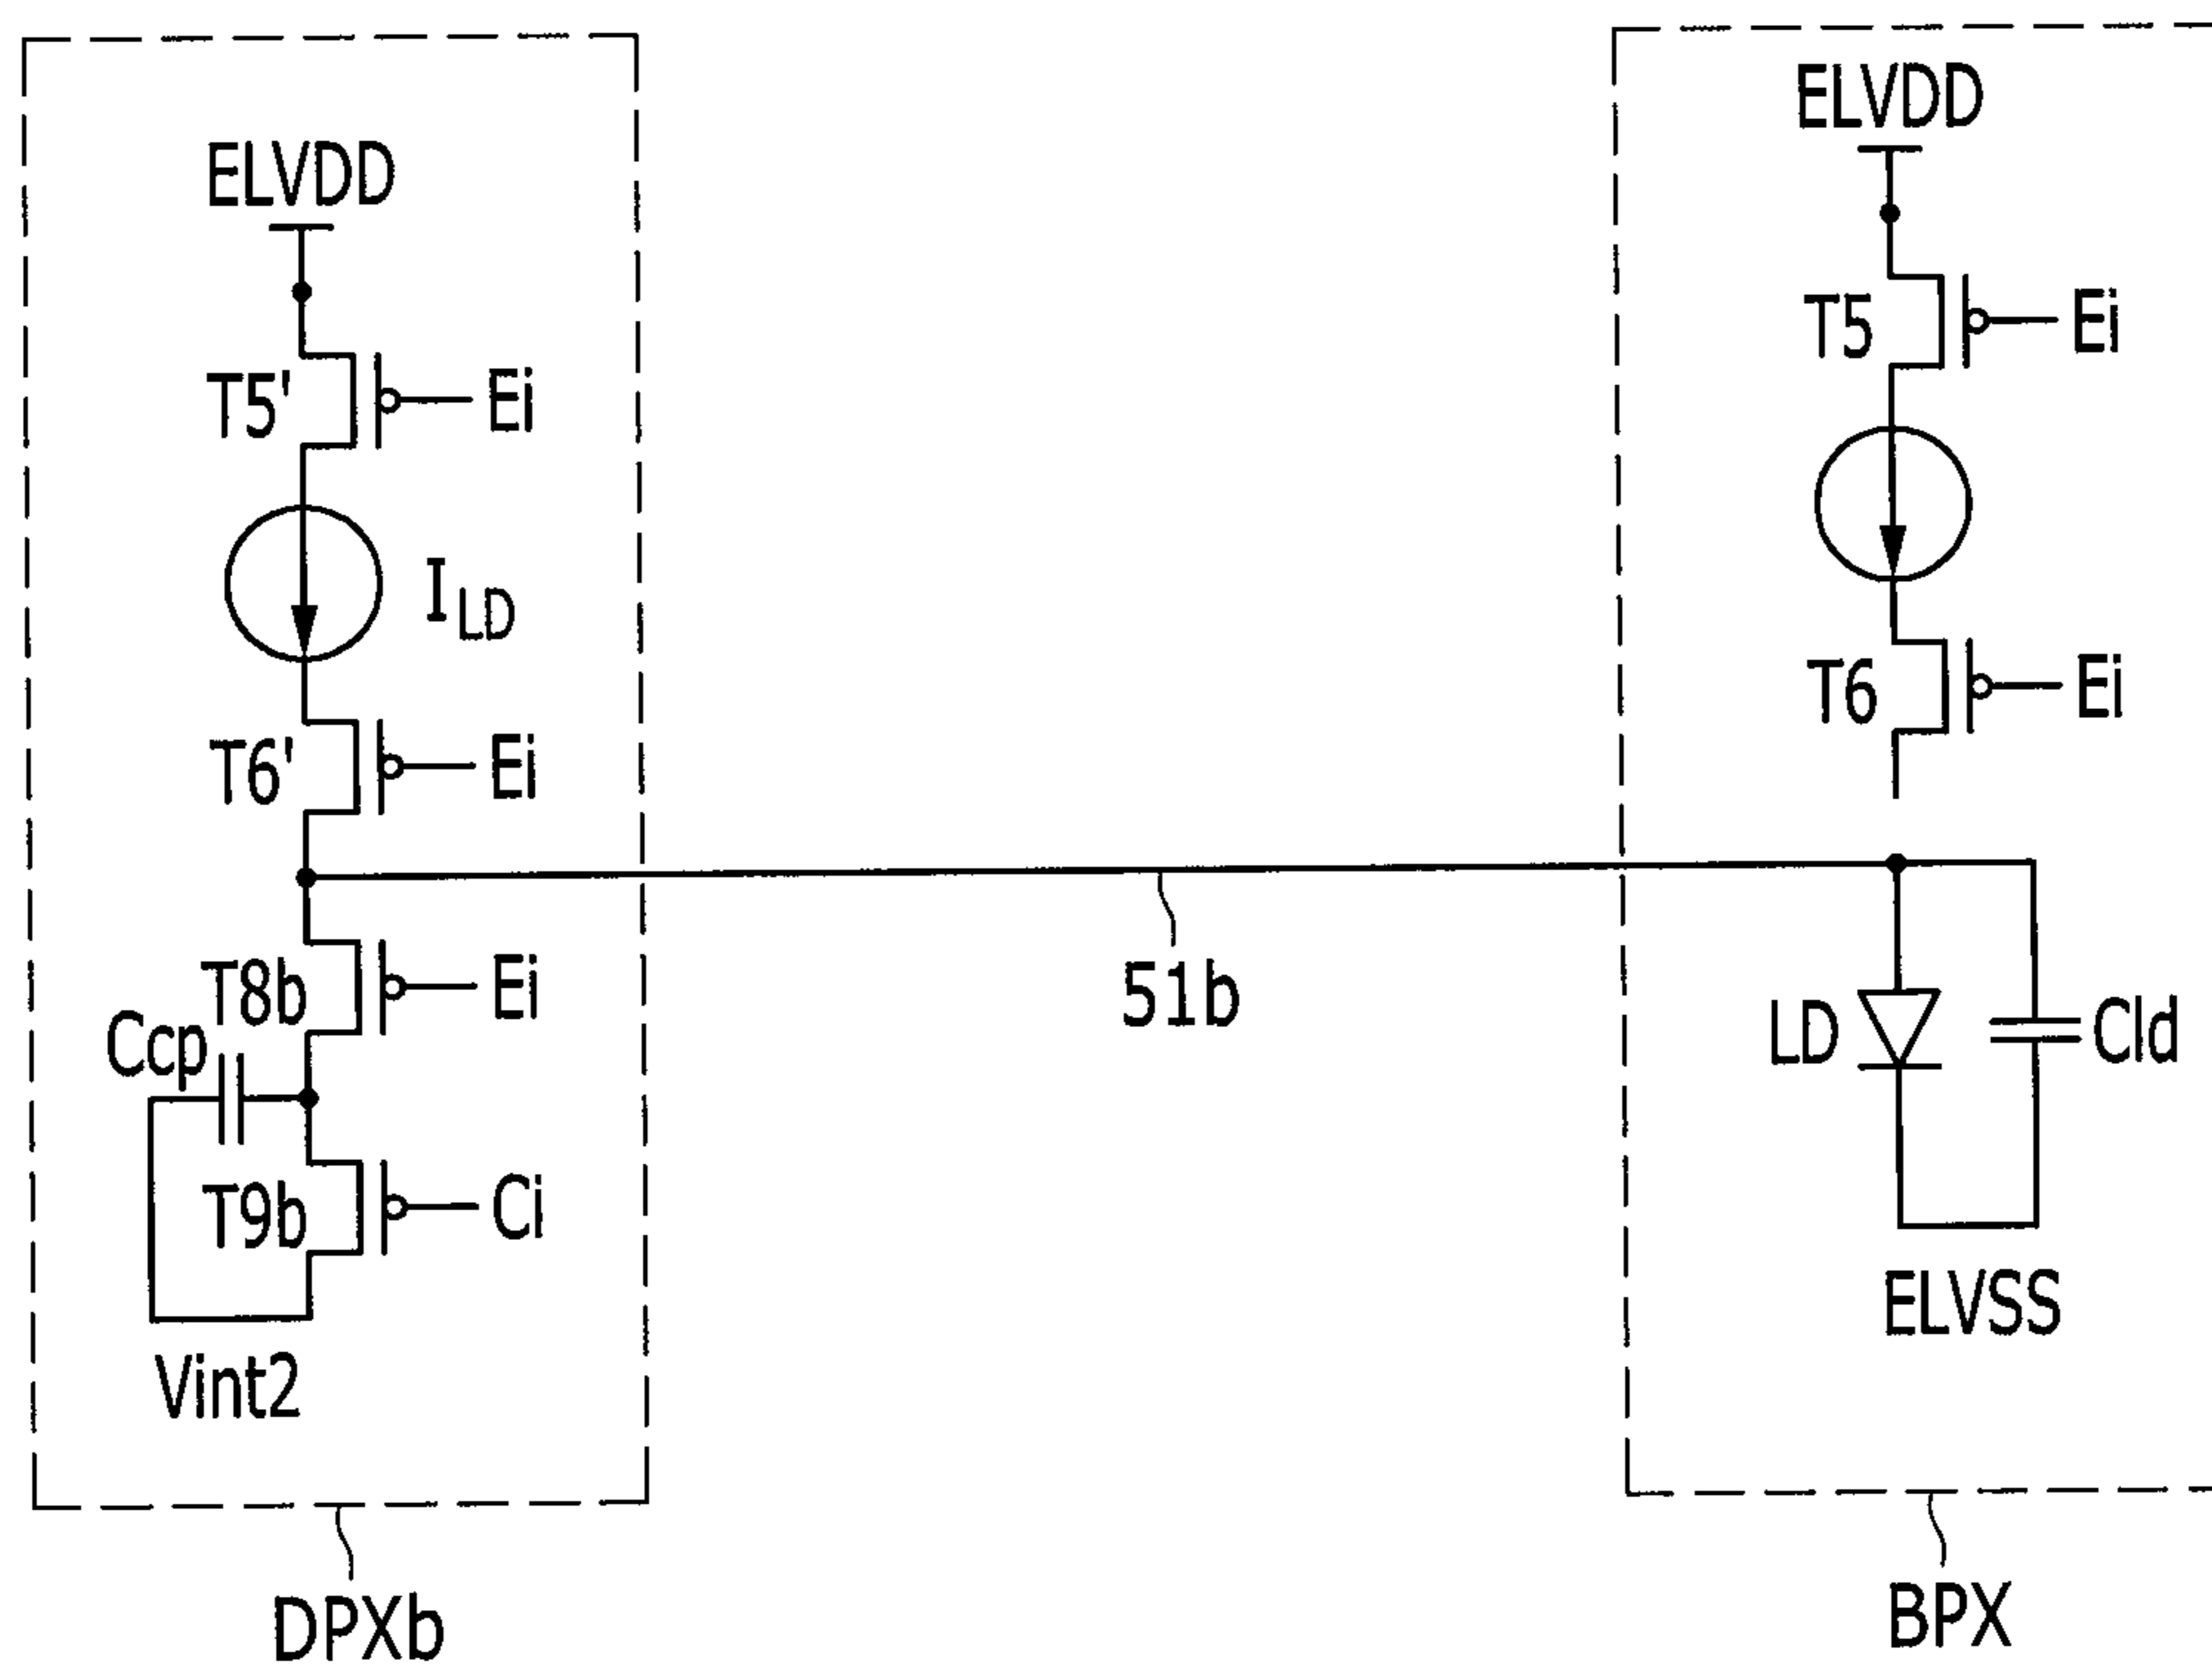 ELVDD
T5'
Ei
I LD
T6'
Ei
T8b
Ei
Ccp
T9b
Ci
Vint2
DPXb
51b
ELVDD
T5
Ei
T6
Ei
LD
Cld
ELVSS
BPX